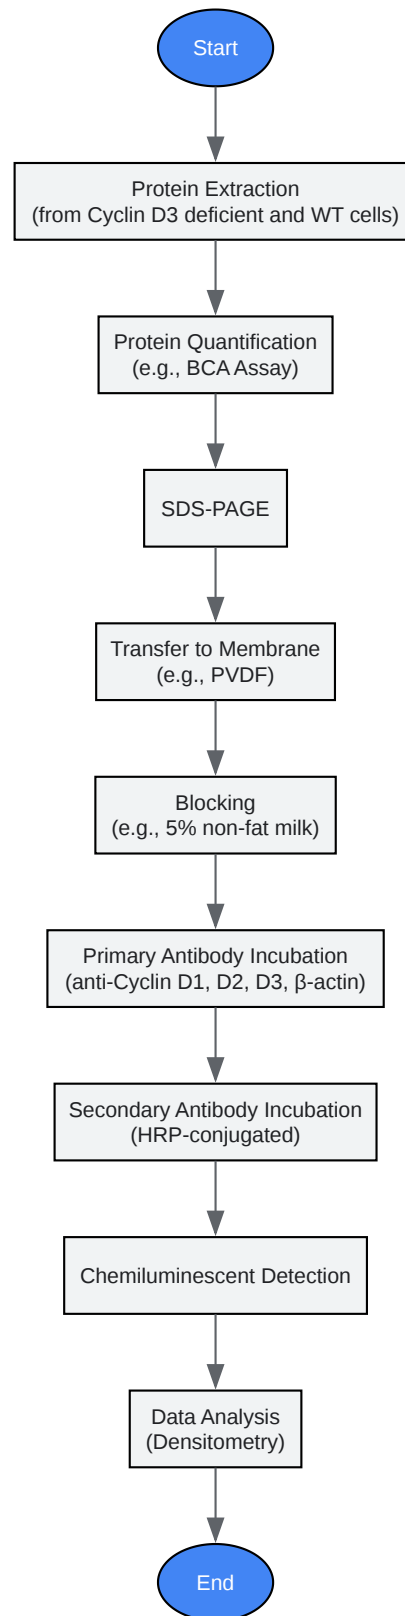 Start
Protein Extraction
(from Cyclin D3 deficient and WT cells)
Protein Quantification
(e.g., BCA Assay)
SDS-PAGE
Transfer to Membrane
(e.g., PVDF)
Blocking
(e.g., 5% non-fat milk)
Primary Antibody Incubation
(anti-Cyclin D1, D2, D3, β-actin)
Secondary Antibody Incubation
(HRP-conjugated)
Chemiluminescent Detection
Data Analysis
(Densitometry)
End